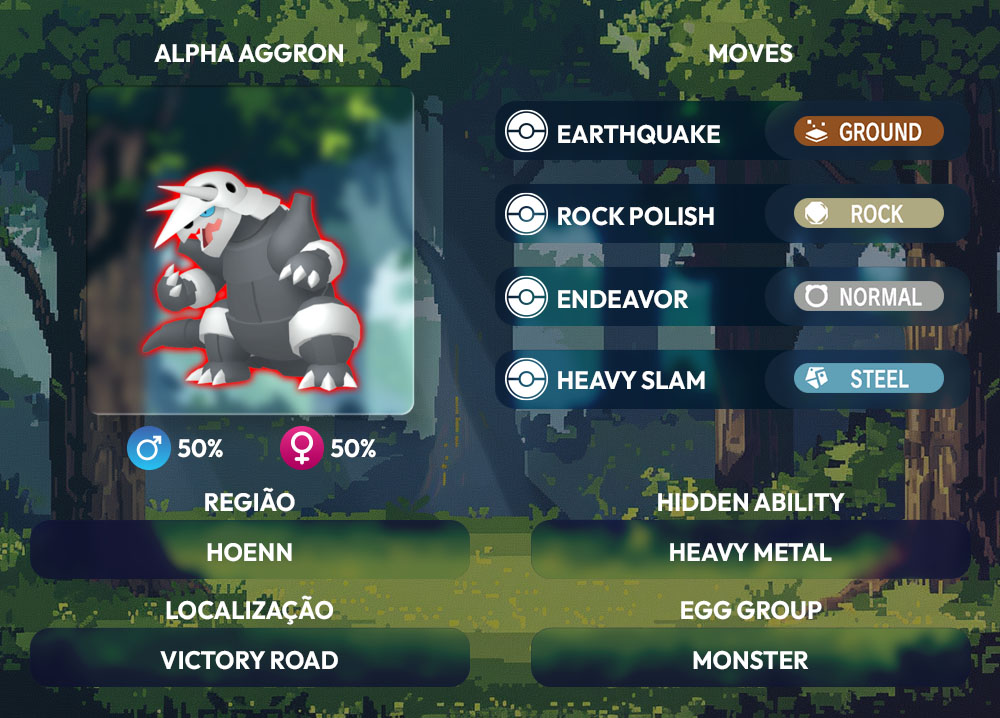 ALPHA AGGRON
♂ 50% ♀ 50%
REGIÃO
HOENN
LOCALIZAÇÃO
VICTORY ROAD
MOVES
EARTHQUAKE GROUND
ROCK POLISH ROCK
ENDEAVOR NORMAL
HEAVY SLAM STEEL
HIDDEN ABILITY
HEAVY METAL
EGG GROUP
MONSTER